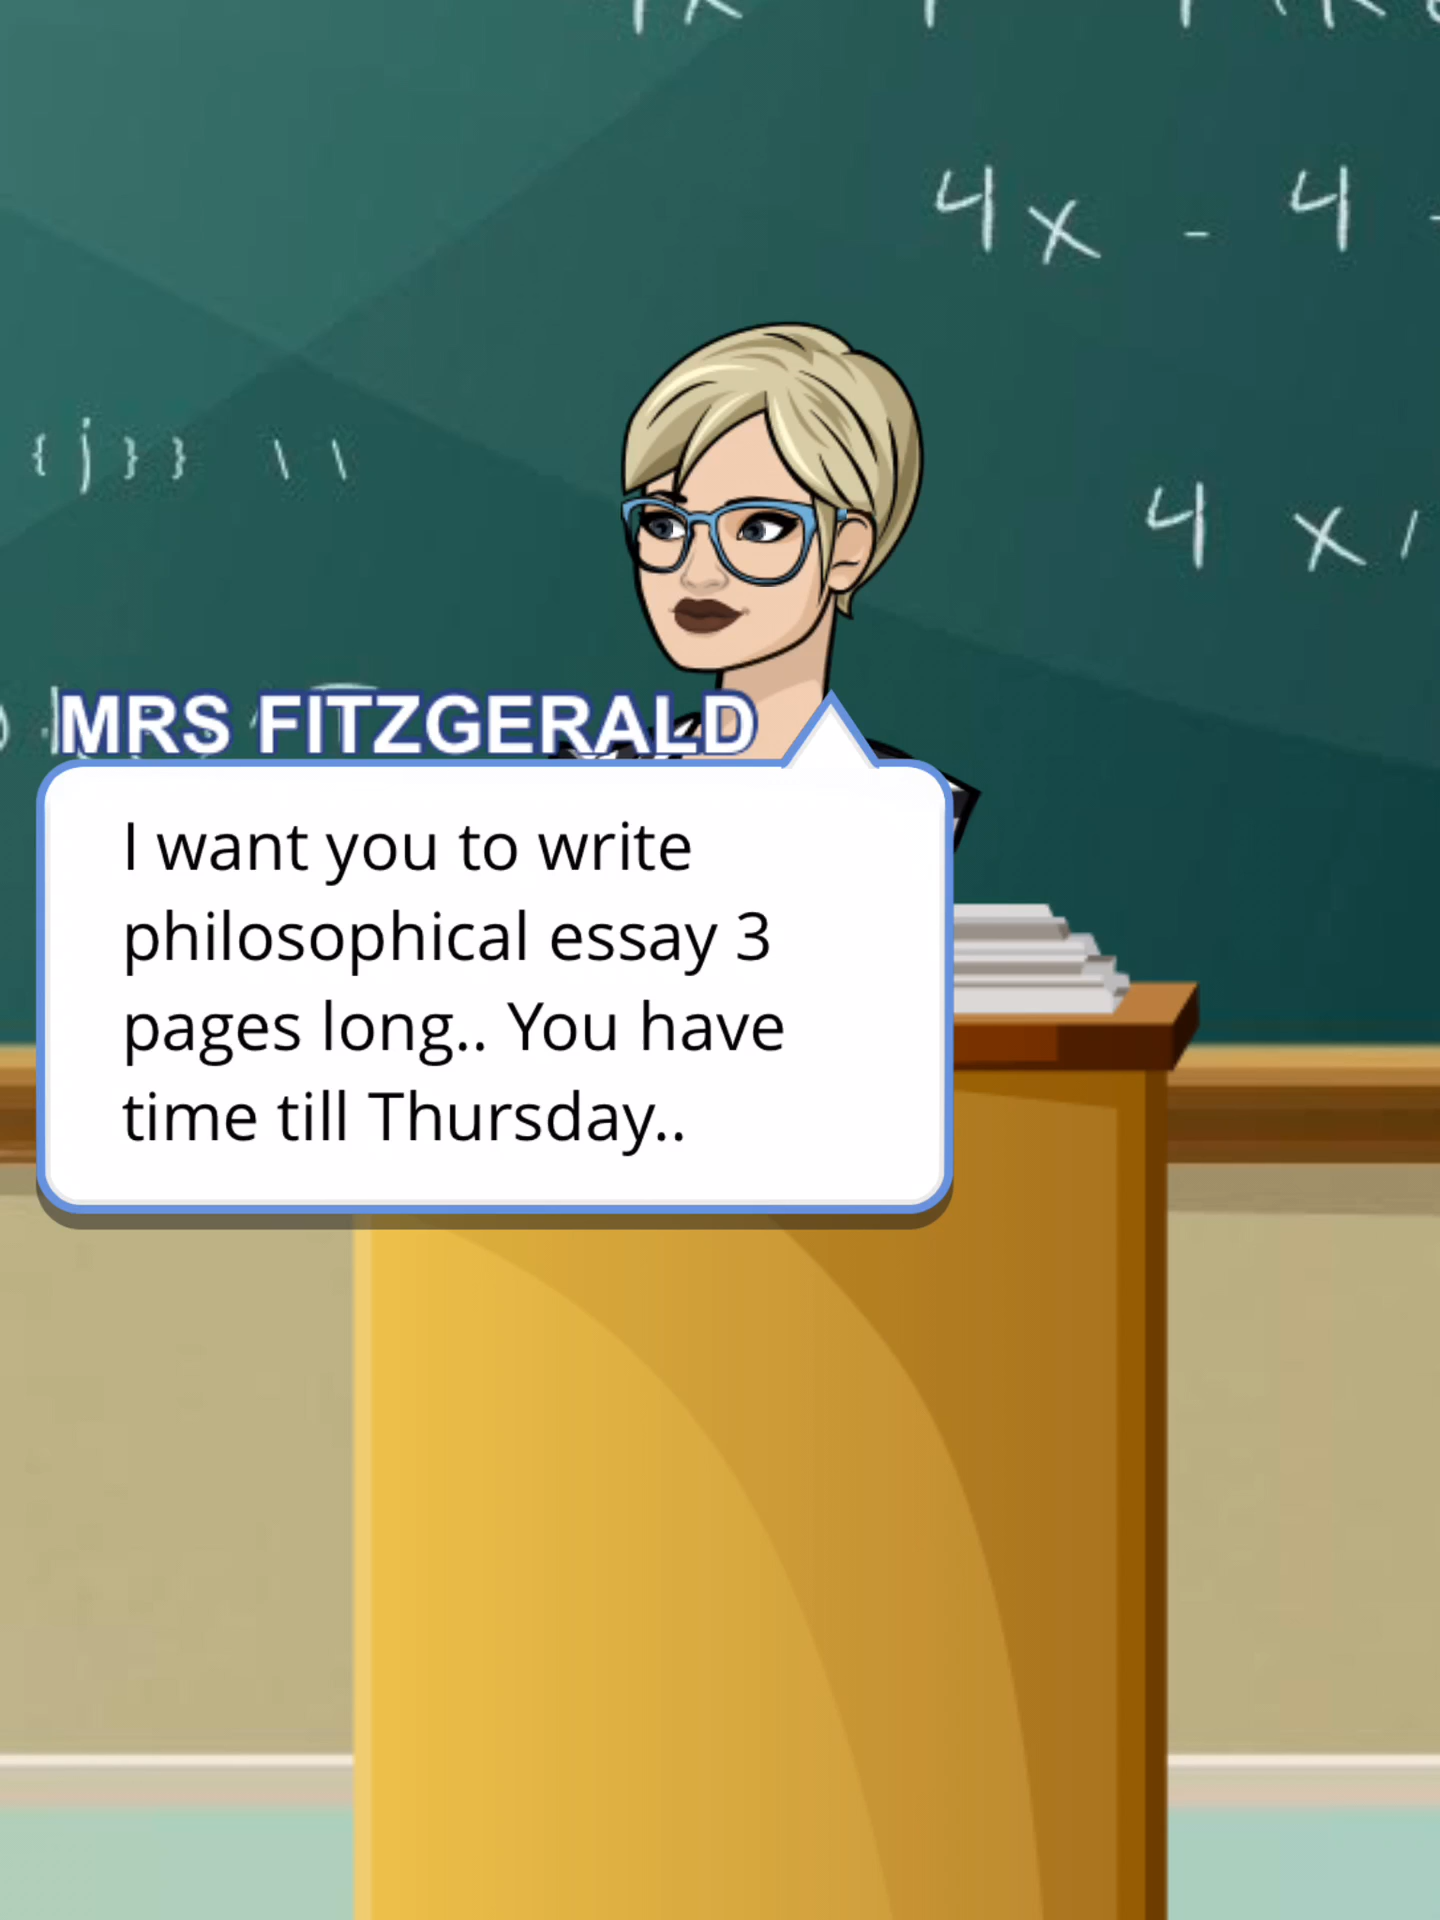 4x - 4 -
{j}} \ \
4 x /
MRS FITZGERALD
I want you to write
philosophical essay 3
pages long.. You have
time till Thursday..